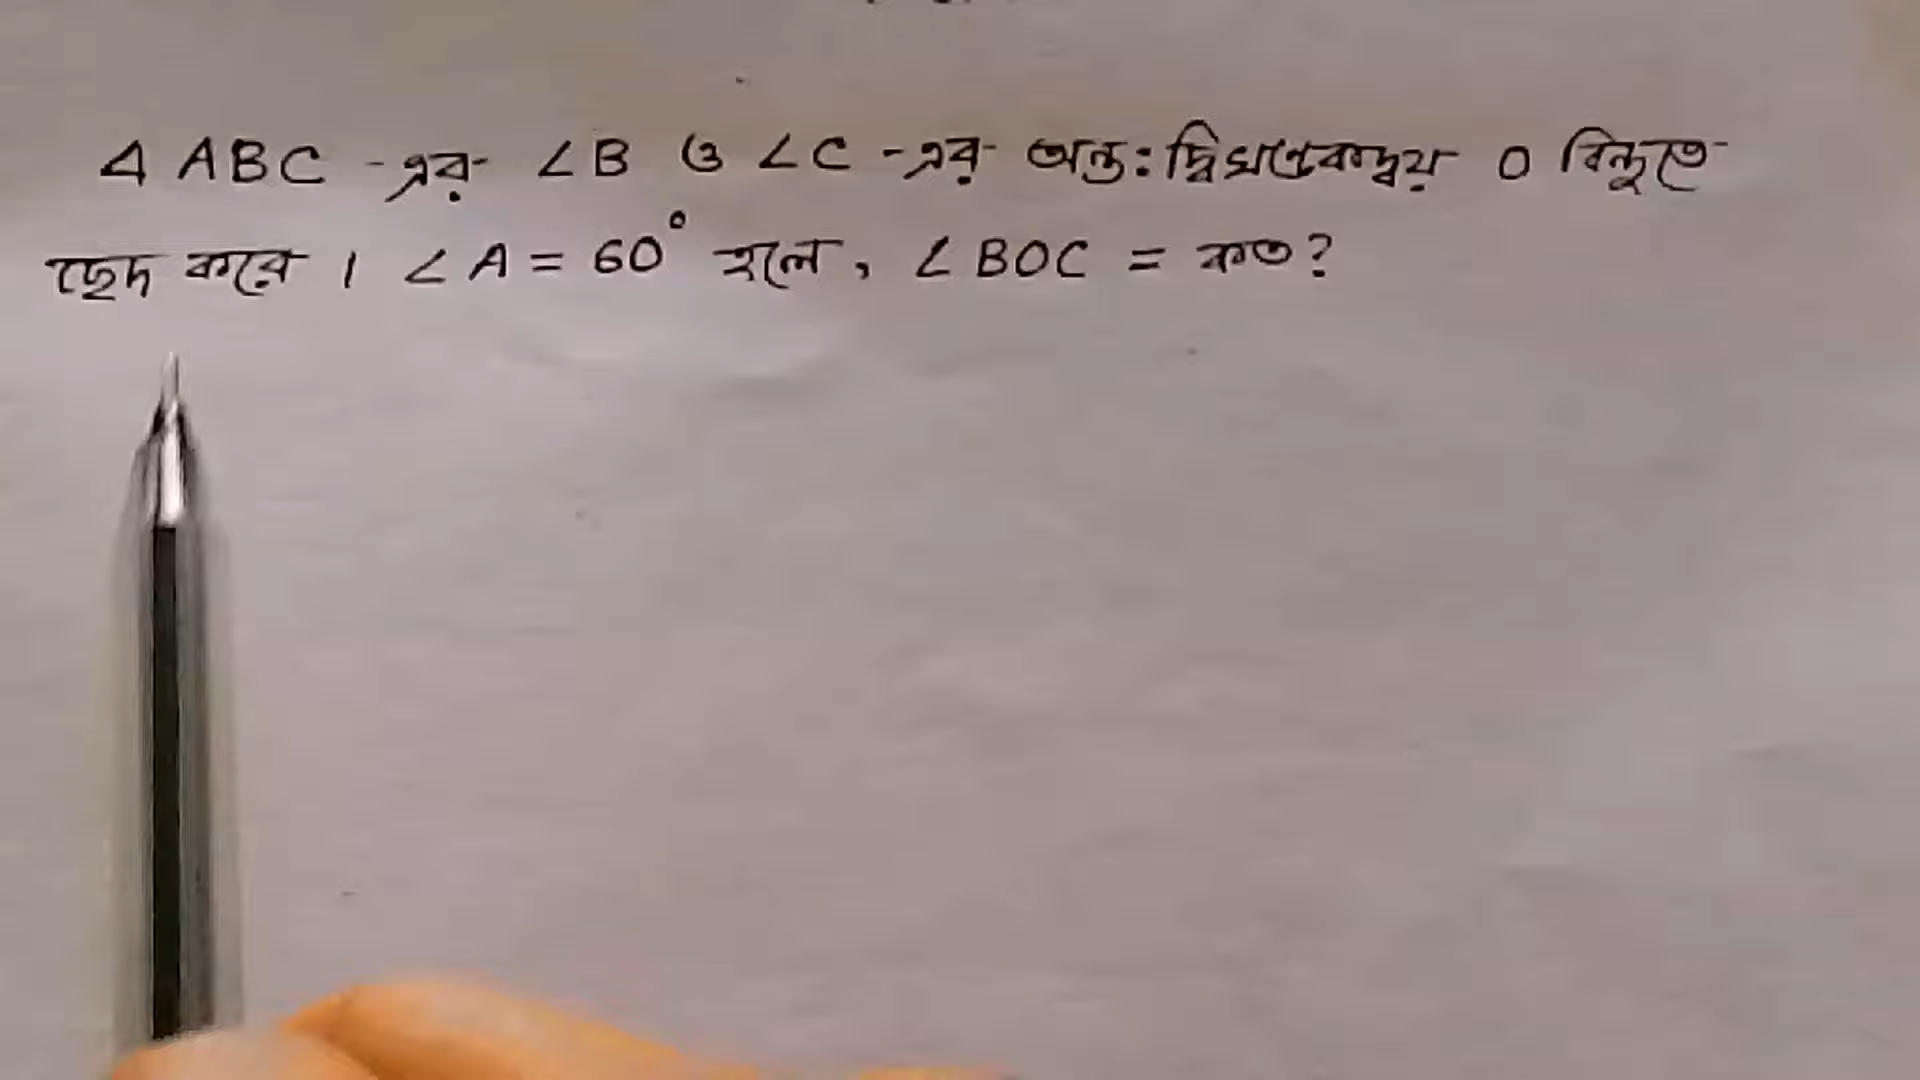 Δ ABC -এর ∠B ও ∠C -এর অন্ত:দ্বিখণ্ডকদ্বয় O বিন্দুতে
ছেদ করে । ∠A = 60° হলে, ∠BOC = কত?